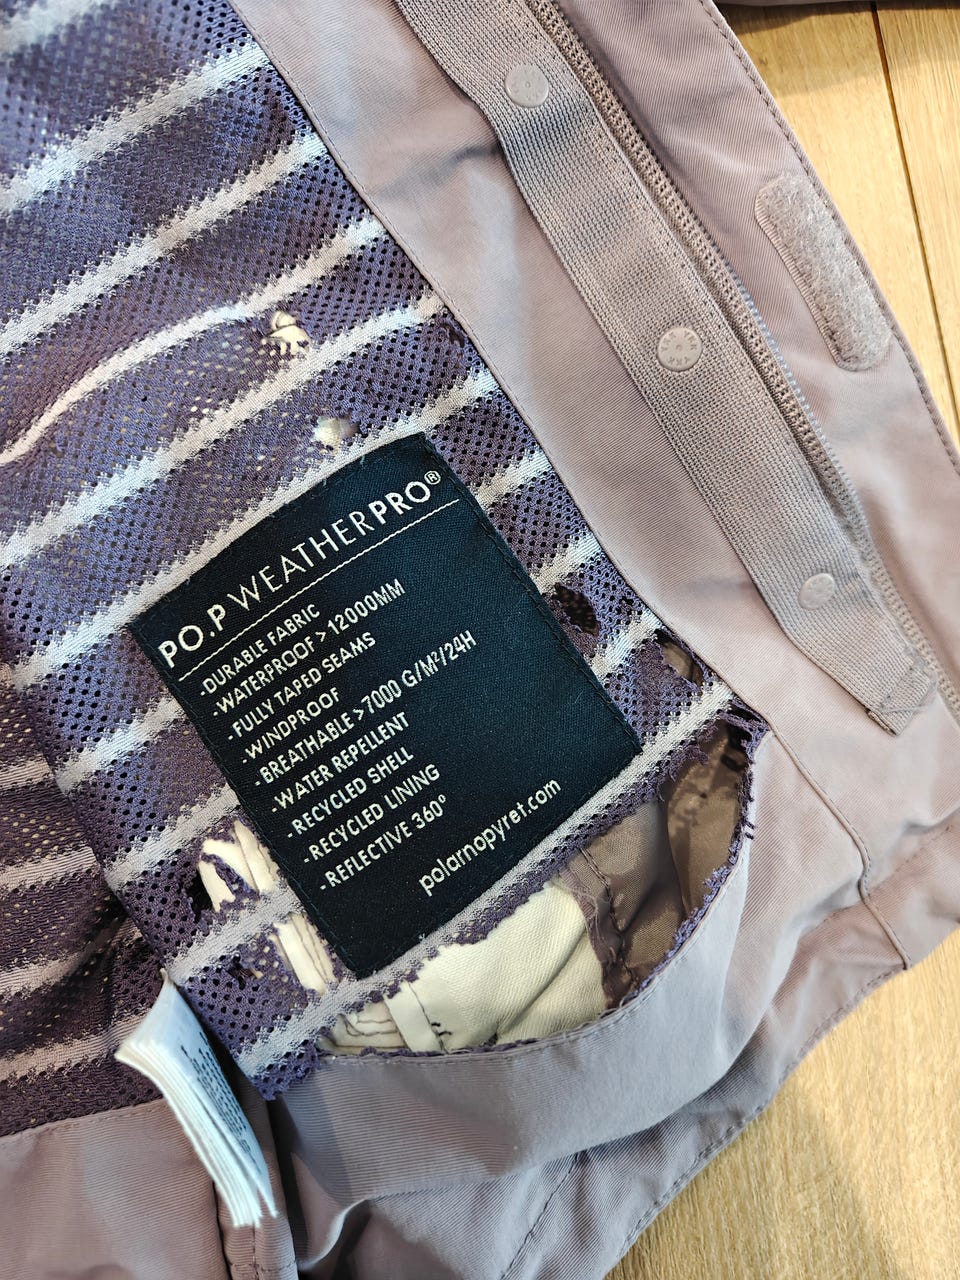 PO.P WEATHERPRO®
-DURABLE FABRIC
-WATERPROOF > 12000MM
-FULLY TAPED SEAMS
-WINDPROOF
-BREATHABLE >7000 G/M²/24H
-WATER REPELLENT
-RECYCLED SHELL
-RECYCLED LINING
-REFLECTIVE 360°
polarnopyret.com